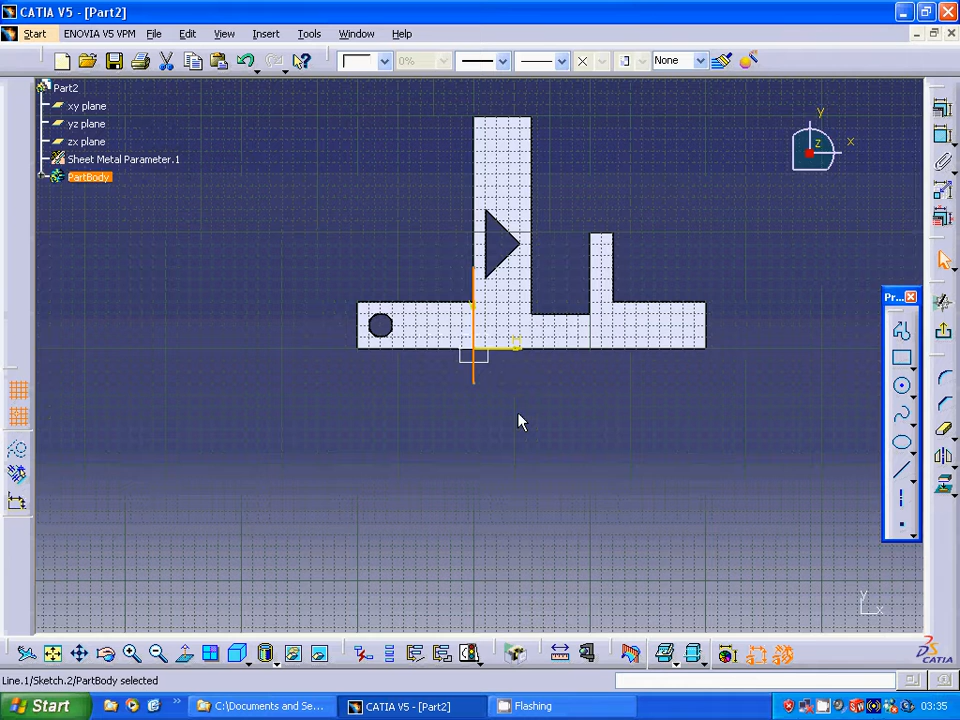 CATIA V5 - [Part2]
Start ENOVIA V5 VPM File Edit View Insert Tools Window Help
0% None
Part2
xy plane
yz plane
zx plane
Sheet Metal Parameter.1
PartBody
y
x
z
Pr...
y
x
CATIA
Line.1/Sketch.2/PartBody selected
Start C:\Documents and Se... CATIA V5 - [Part2] Flashing 03:35